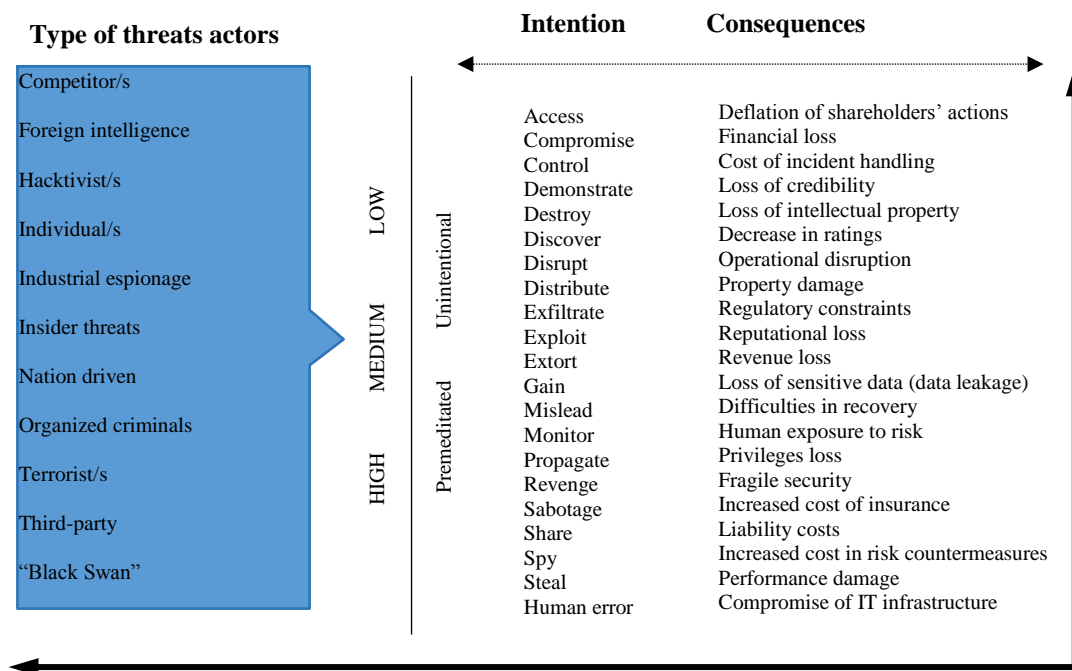 Type of threats actors
Competitor/s
Foreign intelligence
Hacktivist/s
Individual/s
Industrial espionage
Insider threats
Nation driven
Organized criminals
Terrorist/s
Third-party
“Black Swan”
LOW
MEDIUM
HIGH
Unintentional
Premeditated
Intention
Access
Compromise
Control
Demonstrate
Destroy
Discover
Disrupt
Distribute
Exfiltrate
Exploit
Extort
Gain
Mislead
Monitor
Propagate
Revenge
Sabotage
Share
Spy
Steal
Human error
Consequences
Deflation of shareholders’ actions
Financial loss
Cost of incident handling
Loss of credibility
Loss of intellectual property
Decrease in ratings
Operational disruption
Property damage
Regulatory constraints
Reputational loss
Revenue loss
Loss of sensitive data (data leakage)
Difficulties in recovery
Human exposure to risk
Privileges loss
Fragile security
Increased cost of insurance
Liability costs
Increased cost in risk countermeasures
Performance damage
Compromise of IT infrastructure